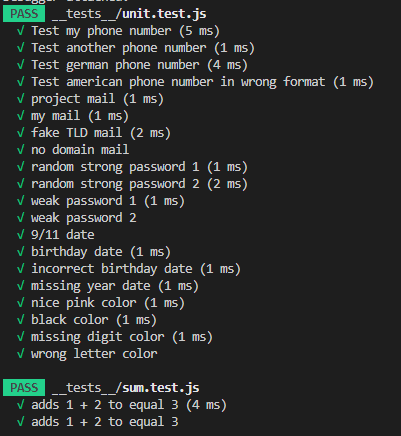 PASS __tests__/unit.test.js
√ Test my phone number (5 ms)
√ Test another phone number (1 ms)
√ Test german phone number (4 ms)
√ Test american phone number in wrong format (1 ms)
√ project mail (1 ms)
√ my mail (1 ms)
√ fake TLD mail (2 ms)
√ no domain mail
√ random strong password 1 (1 ms)
√ random strong password 2 (2 ms)
√ weak password 1 (1 ms)
√ weak password 2
√ 9/11 date
√ birthday date (1 ms)
√ incorrect birthday date (1 ms)
√ missing year date (1 ms)
√ nice pink color (1 ms)
√ black color (1 ms)
√ missing digit color (1 ms)
√ wrong letter color
PASS __tests__/sum.test.js
√ adds 1 + 2 to equal 3 (4 ms)
√ adds 1 + 2 to equal 3